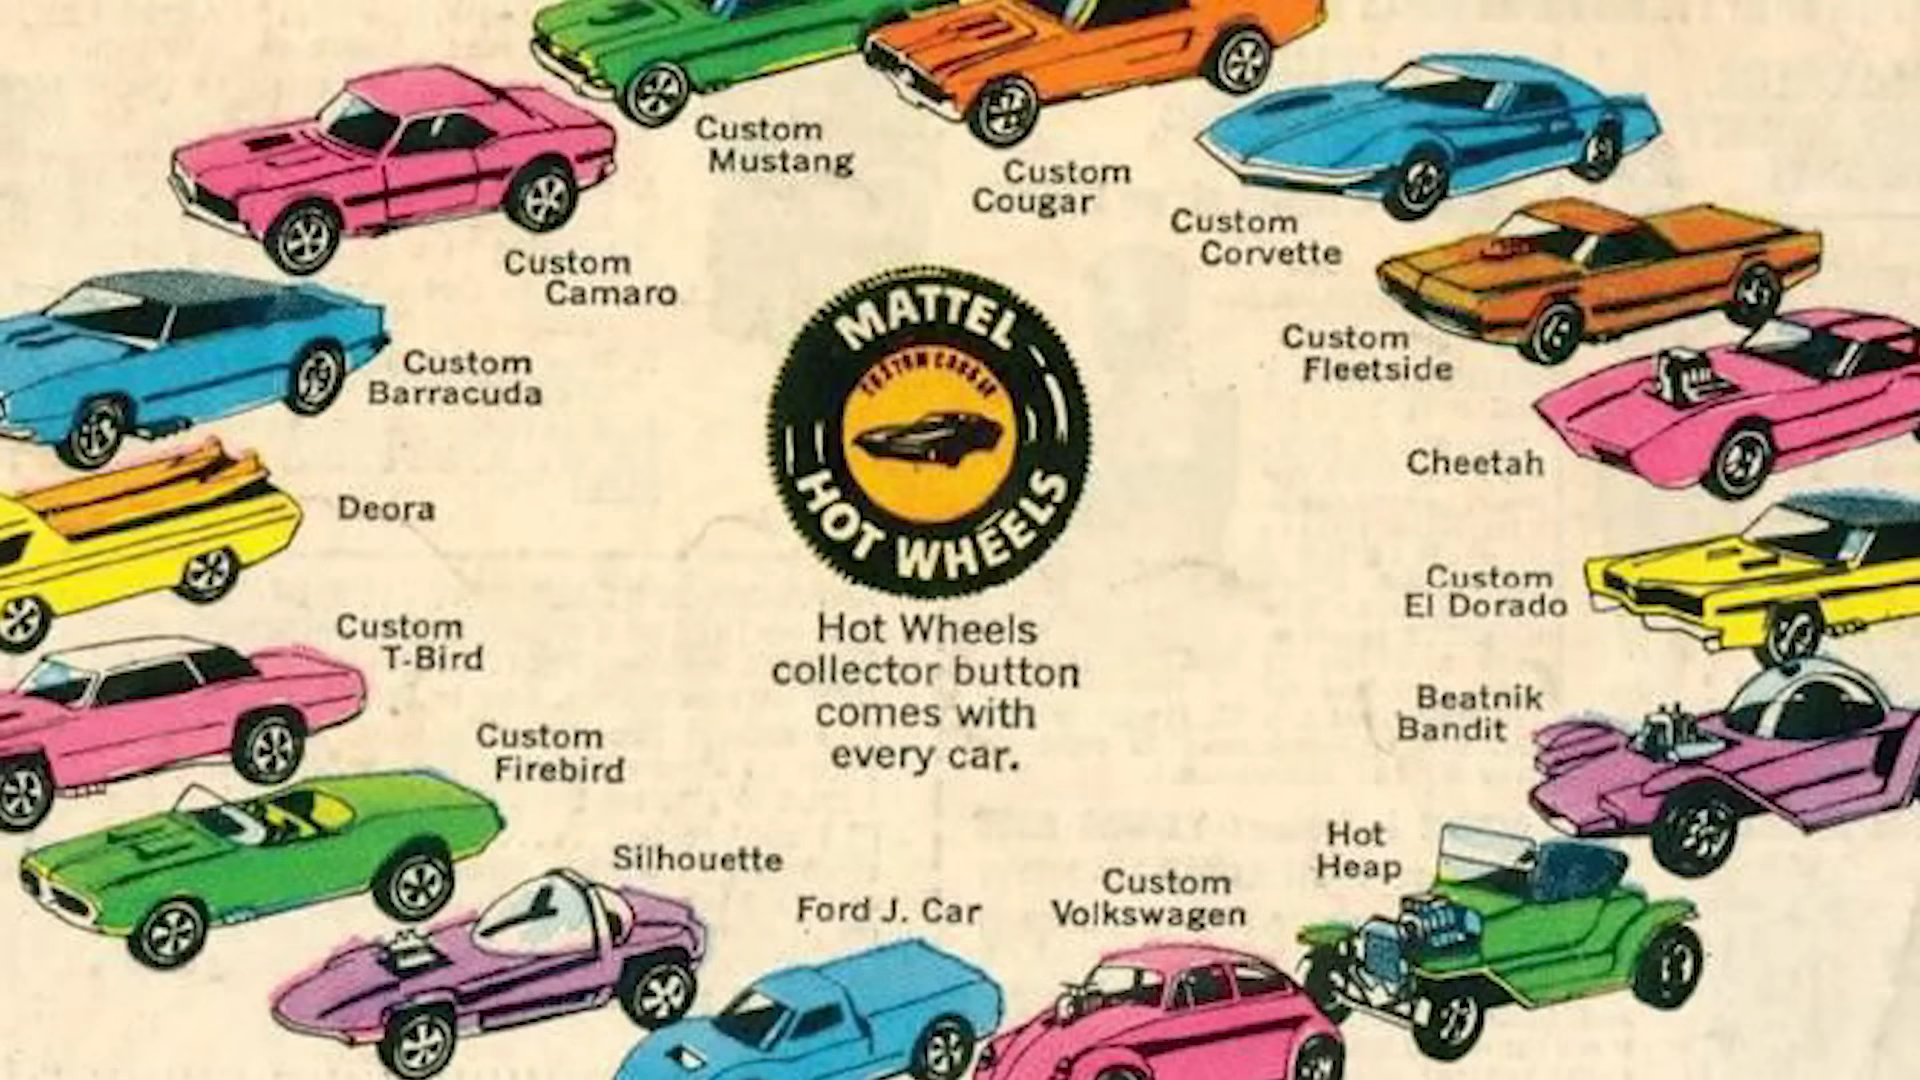 Custom
Mustang
Custom
Cougar
Custom
Corvette
Custom
Camaro
Custom
Fleetside
Custom
Barracuda
Cheetah
Deora
Custom
El Dorado
Custom
T-Bird
Beatnik
Bandit
Custom
Firebird
Hot
Heap
Silhouette
Ford J. Car
Custom
Volkswagen
MATTEL
CUSTOM COUGAR
HOT WHEELS
Hot Wheels
collector button
comes with
every car.